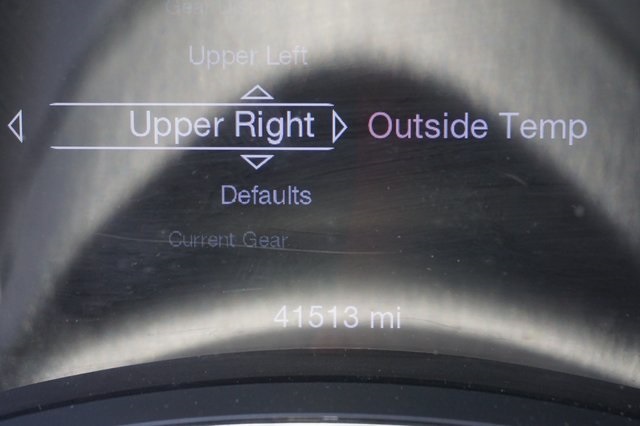 Upper Left
Upper Right Outside Temp
Defaults
Current Gear
41513 mi